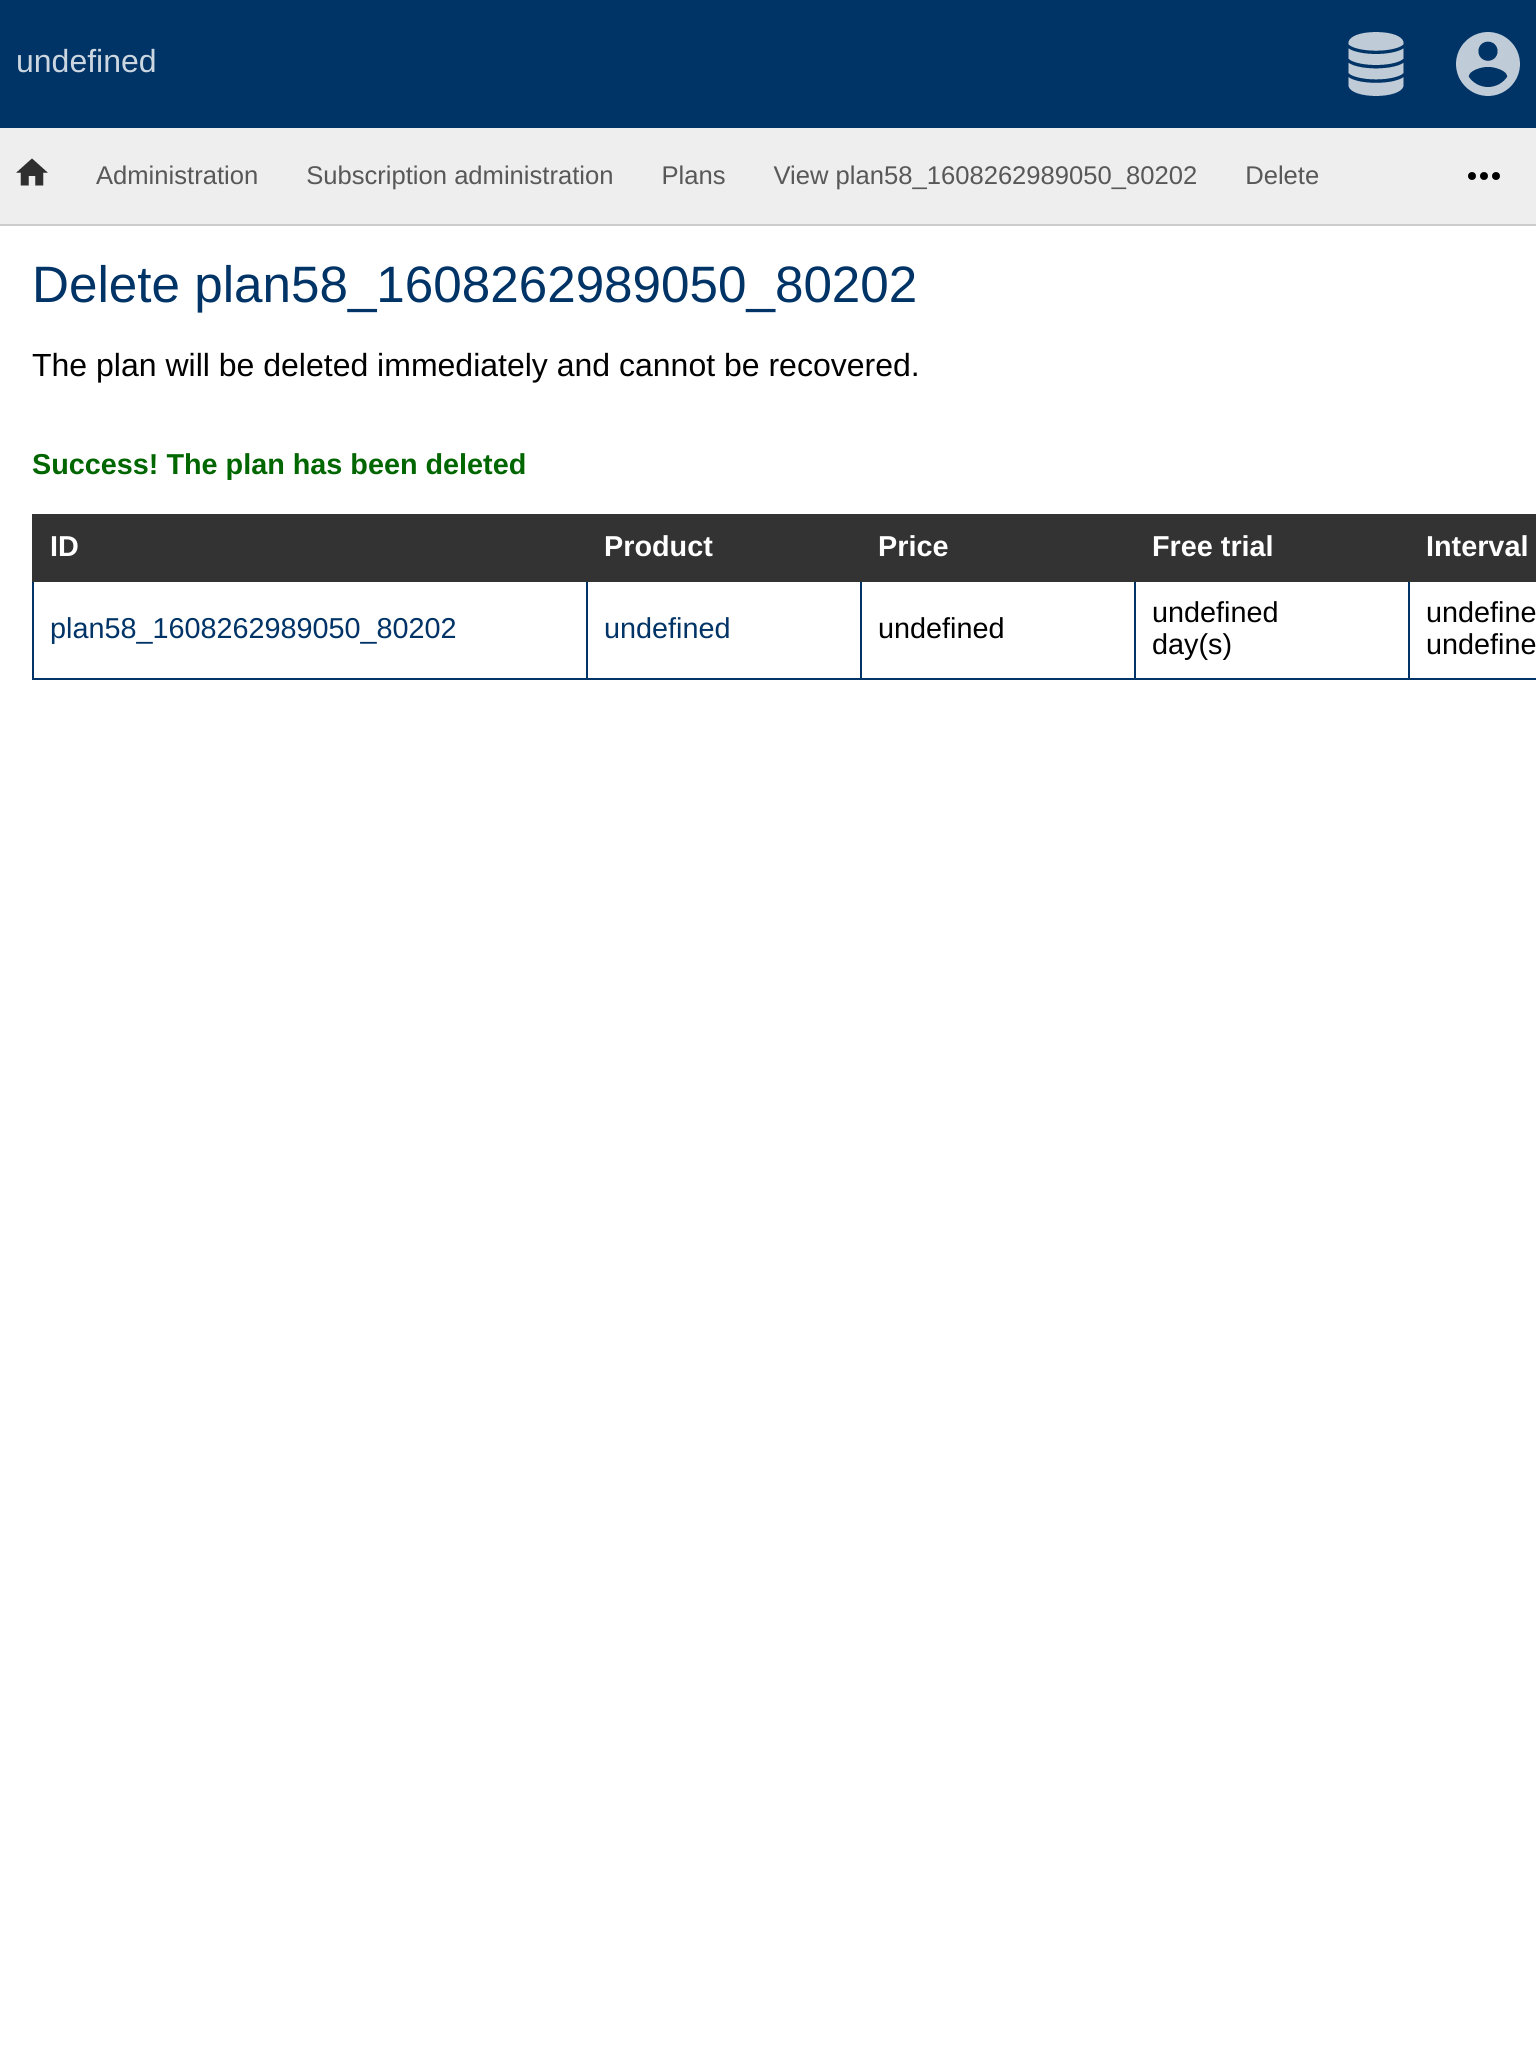 undefined
Administration Subscription administration Plans View plan58_1608262989050_80202 Delete
Delete plan58_1608262989050_80202
The plan will be deleted immediately and cannot be recovered.
Success! The plan has been deleted
ID Product Price Free trial Interval
plan58_1608262989050_80202 undefined undefined undefined day(s) undefine undefine